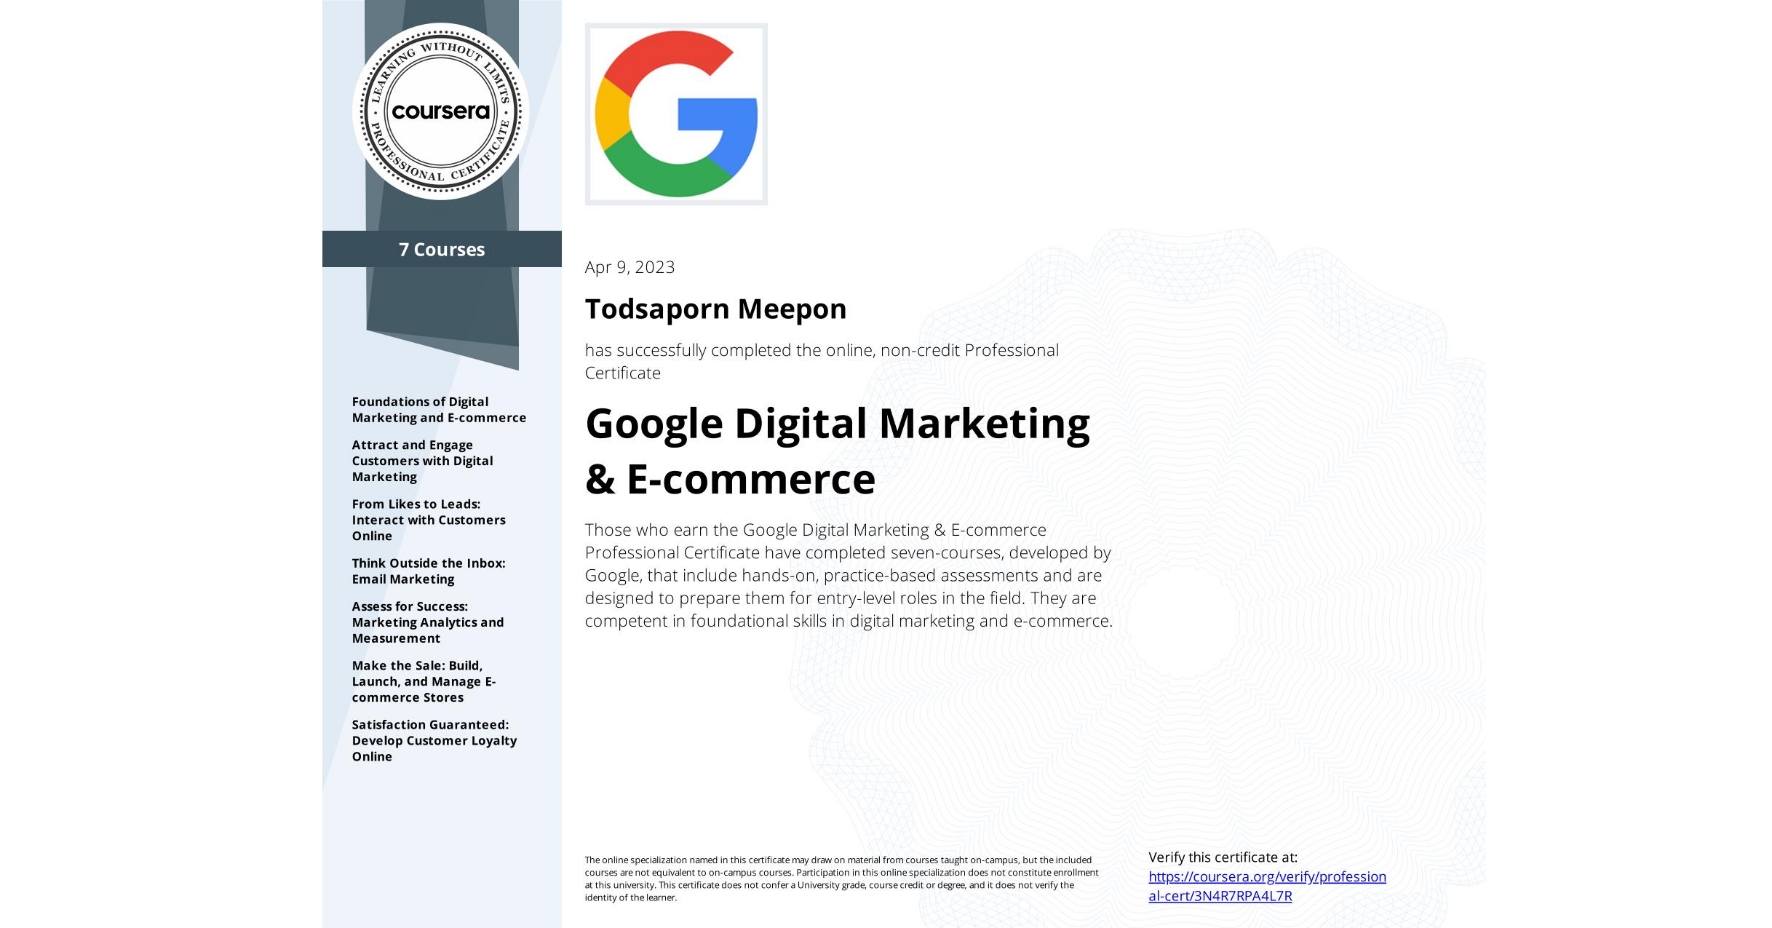 LEARNING WITHOUT LIMITS
coursera
PROFESSIONAL CERTIFICATE
7 Courses
Foundations of Digital
Marketing and E-commerce
Attract and Engage
Customers with Digital
Marketing
From Likes to Leads:
Interact with Customers
Online
Think Outside the Inbox:
Email Marketing
Assess for Success:
Marketing Analytics and
Measurement
Make the Sale: Build,
Launch, and Manage E-
commerce Stores
Satisfaction Guaranteed:
Develop Customer Loyalty
Online
Apr 9, 2023
Todsaporn Meepon
has successfully completed the online, non-credit Professional
Certificate
Google Digital Marketing
& E-commerce
Those who earn the Google Digital Marketing & E-commerce
Professional Certificate have completed seven-courses, developed by
Google, that include hands-on, practice-based assessments and are
designed to prepare them for entry-level roles in the field. They are
competent in foundational skills in digital marketing and e-commerce.
The online specialization named in this certificate may draw on material from courses taught on-campus, but the included
courses are not equivalent to on-campus courses. Participation in this online specialization does not constitute enrollment
at this university. This certificate does not confer a University grade, course credit or degree, and it does not verify the
identity of the learner.
Verify this certificate at:
https://coursera.org/verify/profession
al-cert/3N4R7RPA4L7R